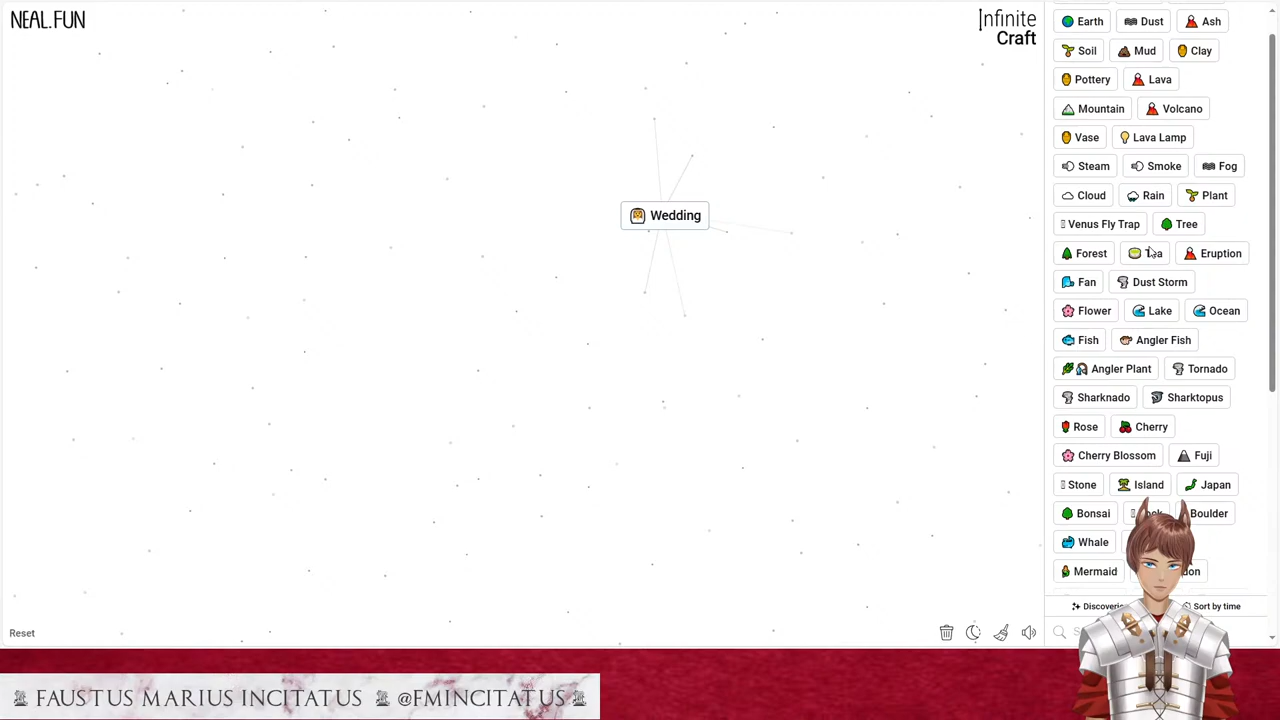 NEAL.FUN
Infinite
Craft
Wedding
Earth Dust Ash
Soil Mud Clay
Pottery Lava
Mountain Volcano
Vase Lava Lamp
Steam Smoke Fog
Cloud Rain Plant
Venus Fly Trap Tree
Forest Eruption
Fan Dust Storm
Flower Lake Ocean
Fish Angler Fish
Angler Plant Tornado
Sharknado Sharktopus
Rose Cherry
Cherry Blossom Fuji
Stone Island Japan
Bonsai Boulder
Whale
Mermaid
Sort by time
Reset
FAUSTUS MARIUS INCITATUS @FMINCITATUS